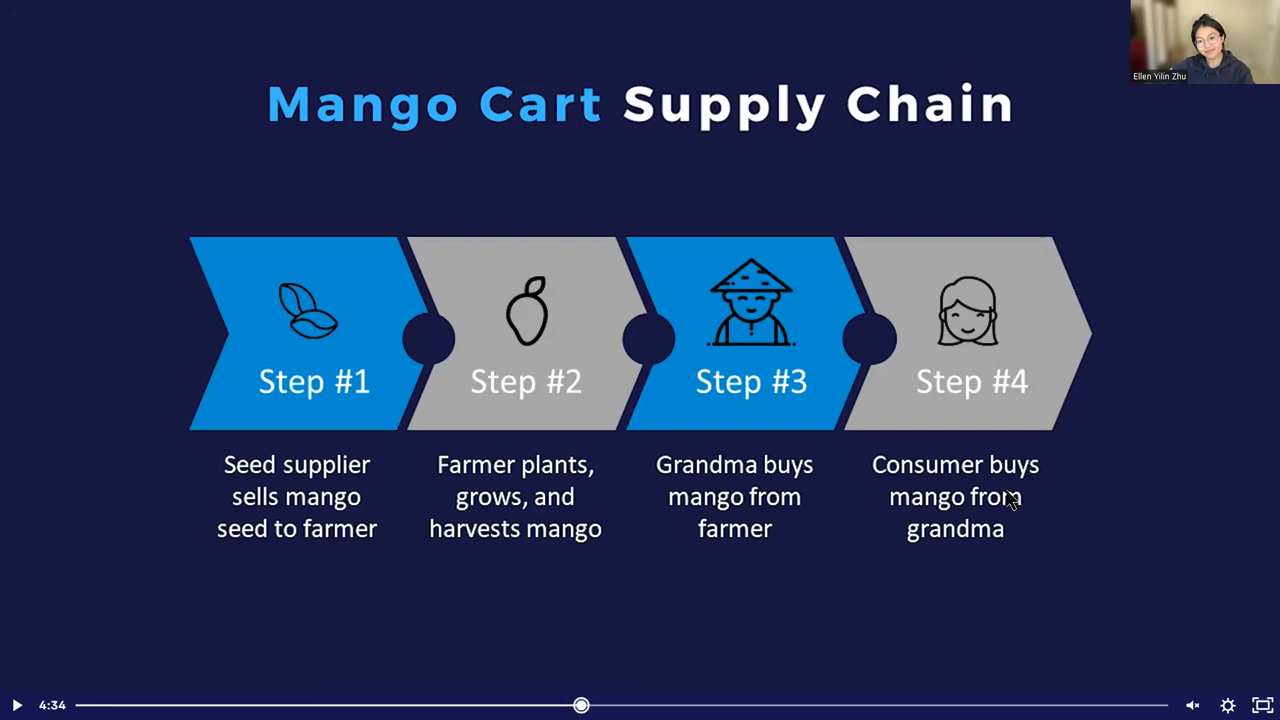 Ellen Yilin Zhu
Mango Cart Supply Chain
Step #1
Step #2
Step #3
Step #4
Seed supplier
sells mango
seed to farmer
Farmer plants,
grows, and
harvests mango
Grandma buys
mango from
farmer
Consumer buys
mango from
grandma
4:34